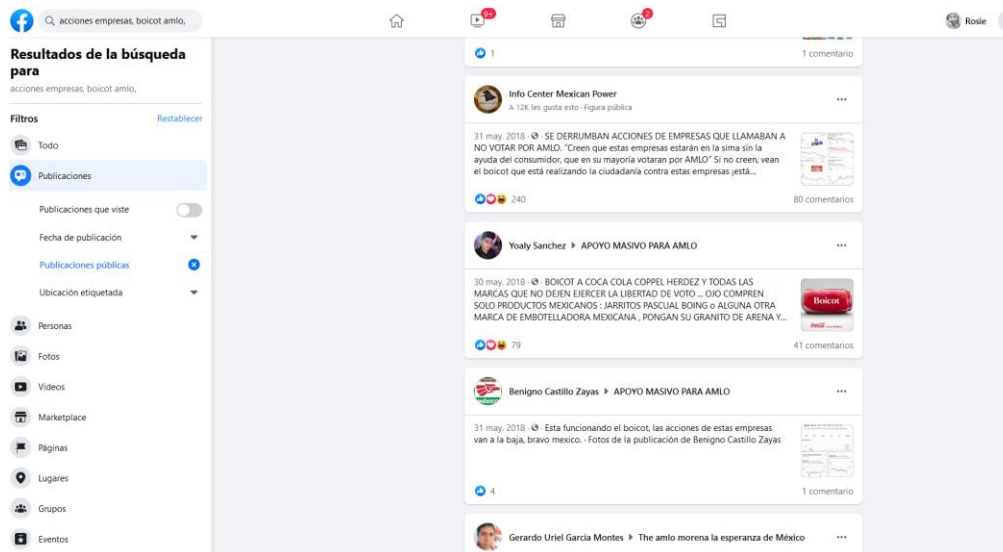 acciones empresas, boicot amlo,
9+
2
Rosie
Resultados de la búsqueda
para
acciones empresas, boicot amlo,
Filtros
Restablecer
Todo
Publicaciones
Publicaciones que viste
Fecha de publicación
Publicaciones públicas
Ubicación etiquetada
Personas
Fotos
Videos
Marketplace
Páginas
Lugares
Grupos
Eventos
1
1 comentario
Info Center Mexican Power
A 12K les gusta esto · Figura pública
31 may. 2018 · SE DERRUMBAN ACCIONES DE EMPRESAS QUE LLAMABAN A
NO VOTAR POR AMLO. "Creen que estas empresas estarán en la sima sin la
ayuda del consumidor, que en su mayoría votaran por AMLO" Si no creen, vean
el boicot que está realizando la ciudadanía contra estas empresas ¡está...
240
80 comentarios
Yoaly Sanchez ▸ APOYO MASIVO PARA AMLO
30 may. 2018 · BOICOT A COCA COLA COPPEL HERDEZ Y TODAS LAS
MARCAS QUE NO DEJEN EJERCER LA LIBERTAD DE VOTO ... OJO COMPREN
SOLO PRODUCTOS MEXICANOS : JARRITOS PASCUAL BOING o ALGUNA OTRA
MARCA DE EMBOTELLADORA MEXICANA , PONGAN SU GRANITO DE ARENA Y...
Boicot
79
41 comentarios
Benigno Castillo Zayas ▸ APOYO MASIVO PARA AMLO
31 may. 2018 · Esta funcionando el boicot, las acciones de estas empresas
van a la baja, bravo mexico. · Fotos de la publicación de Benigno Castillo Zayas
4
1 comentario
Gerardo Uriel Garcia Montes ▸ The amlo morena la esperanza de México